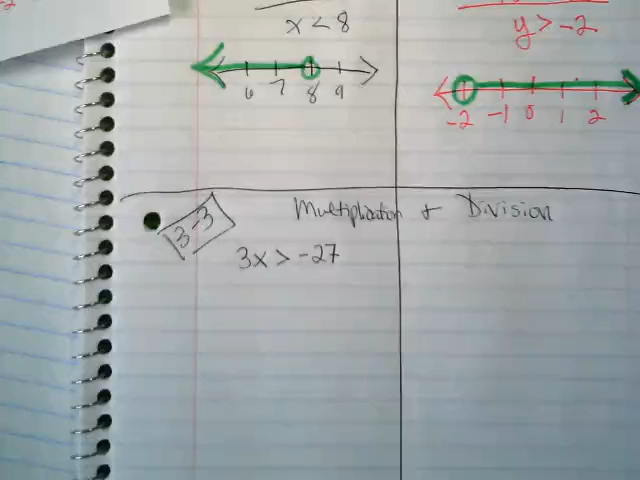 x < 8
6 7 8 9
y > -2
-2 -1 0 1 2
3-3
Multiplication + Division
3x > -27